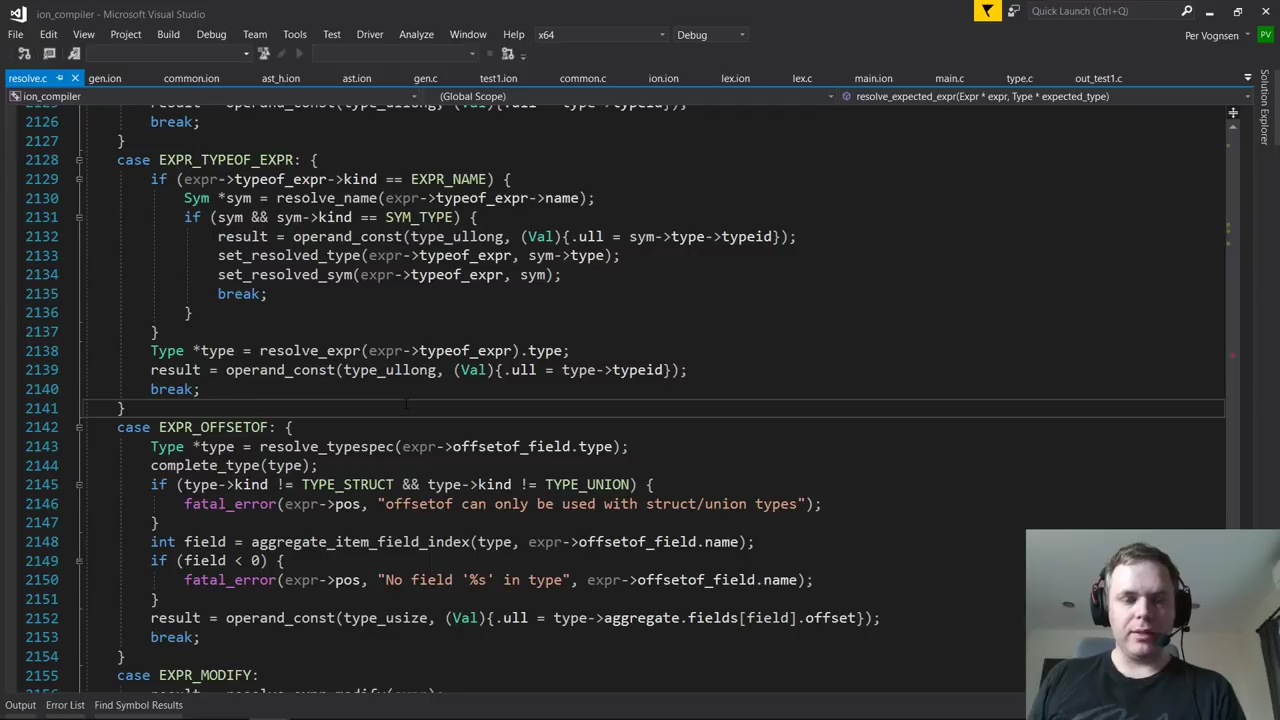 ion_compiler - Microsoft Visual Studio
Quick Launch (Ctrl+Q)
File Edit View Project Build Debug Team Tools Test Driver Analyze Window Help x64 Debug Per Vognsen PV
resolve.c gen.ion common.ion ast_h.ion ast.ion gen.c test1.ion common.c ion.ion lex.ion lex.c main.ion main.c type.c out_test1.c
ion_compiler (Global Scope) resolve_expected_expr(Expr * expr, Type * expected_type)
Solution Explorer
2126 break;
2127 }
2128 case EXPR_TYPEOF_EXPR: {
2129 if (expr->typeof_expr->kind == EXPR_NAME) {
2130 Sym *sym = resolve_name(expr->typeof_expr->name);
2131 if (sym && sym->kind == SYM_TYPE) {
2132 result = operand_const(type_ullong, (Val){.ull = sym->type->typeid});
2133 set_resolved_type(expr->typeof_expr, sym->type);
2134 set_resolved_sym(expr->typeof_expr, sym);
2135 break;
2136 }
2137 }
2138 Type *type = resolve_expr(expr->typeof_expr).type;
2139 result = operand_const(type_ullong, (Val){.ull = type->typeid});
2140 break;
2141 }
2142 case EXPR_OFFSETOF: {
2143 Type *type = resolve_typespec(expr->offsetof_field.type);
2144 complete_type(type);
2145 if (type->kind != TYPE_STRUCT && type->kind != TYPE_UNION) {
2146 fatal_error(expr->pos, "offsetof can only be used with struct/union types");
2147 }
2148 int field = aggregate_item_field_index(type, expr->offsetof_field.name);
2149 if (field < 0) {
2150 fatal_error(expr->pos, "No field '%s' in type", expr->offsetof_field.name);
2151 }
2152 result = operand_const(type_usize, (Val){.ull = type->aggregate.fields[field].offset});
2153 break;
2154 }
2155 case EXPR_MODIFY:
Output Error List Find Symbol Results